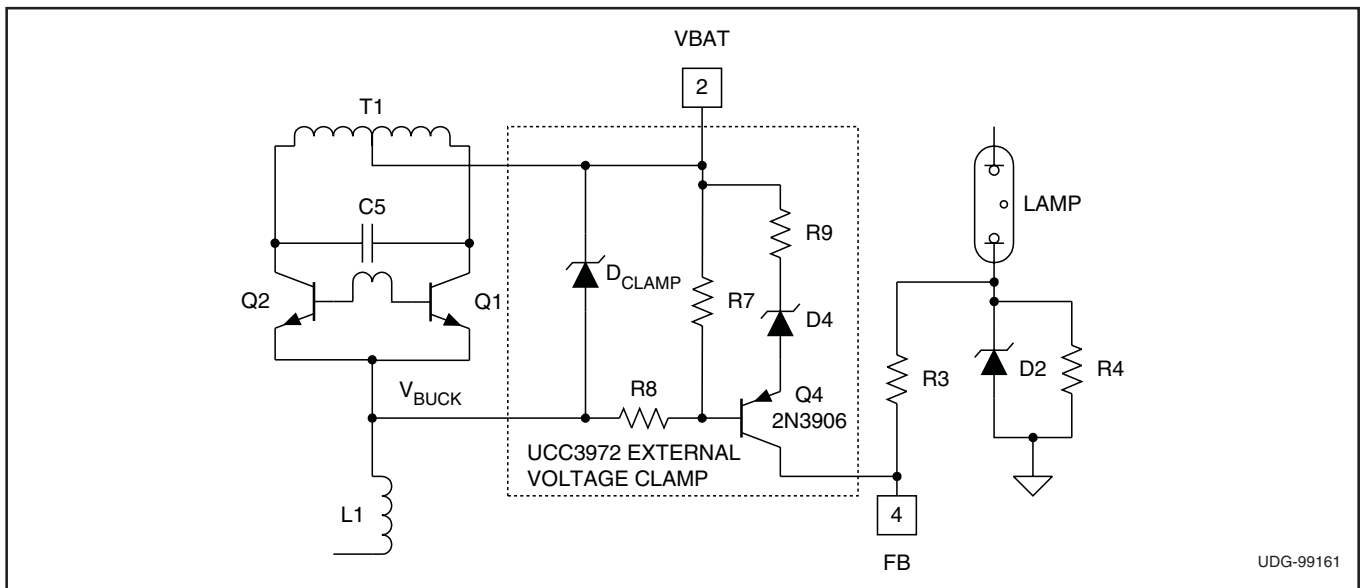 VBAT
2
T1
C5
Q2
Q1
D CLAMP
R9
R7
D4
LAMP
R8
Q4
2N3906
R3
D2
R4
V BUCK
UCC3972 EXTERNAL
VOLTAGE CLAMP
L1
4
FB
UDG-99161